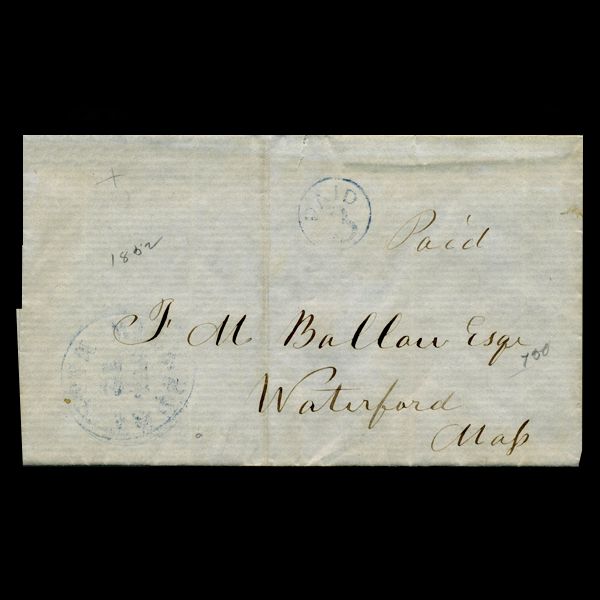 PAID
Paid
1852
F M Ballou Esqr
700
Waterford
Mass